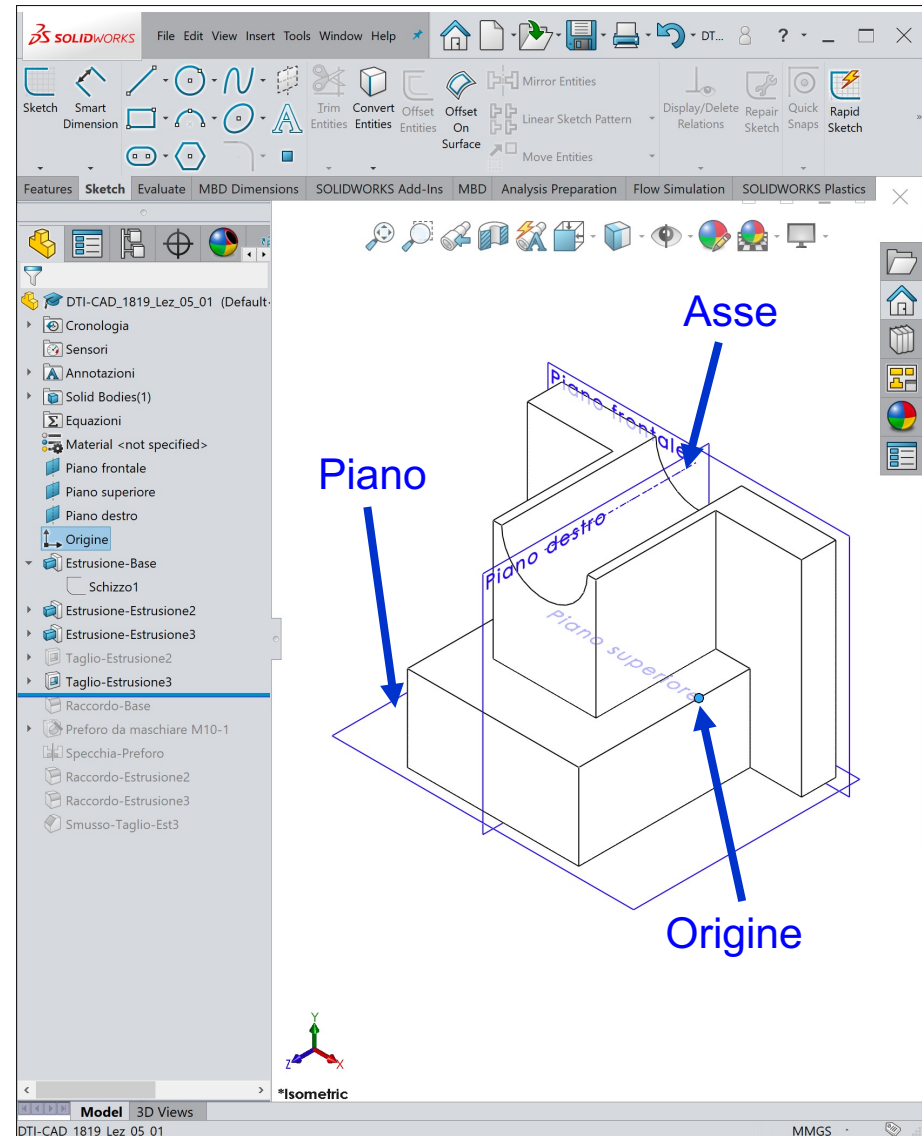 SOLIDWORKS File Edit View Insert Tools Window Help DT... ?
Sketch Smart Dimension Trim Entities Convert Entities Offset Entities Offset On Surface Mirror Entities Linear Sketch Pattern Move Entities Display/Delete Relations Repair Sketch Quick Snaps Rapid Sketch »
Features Sketch Evaluate MBD Dimensions SOLIDWORKS Add-Ins MBD Analysis Preparation Flow Simulation SOLIDWORKS Plastics
DTI-CAD_1819_Lez_05_01 (Default-
Cronologia
Sensori
Annotazioni
Solid Bodies(1)
Equazioni
Material <not specified>
Piano frontale
Piano superiore
Piano destro
Origine
Estrusione-Base
Schizzo1
Estrusione-Estrusione2
Estrusione-Estrusione3
Taglio-Estrusione2
Taglio-Estrusione3
Raccordo-Base
Preforo da maschiare M10-1
Specchia-Preforo
Raccordo-Estrusione2
Raccordo-Estrusione3
Smusso-Taglio-Est3
Asse
Piano frontale
Piano
Piano destro
Piano superiore
Origine
Y
Z
X
*Isometric
Model 3D Views
DTI-CAD_1819_Lez_05_01 MMGS